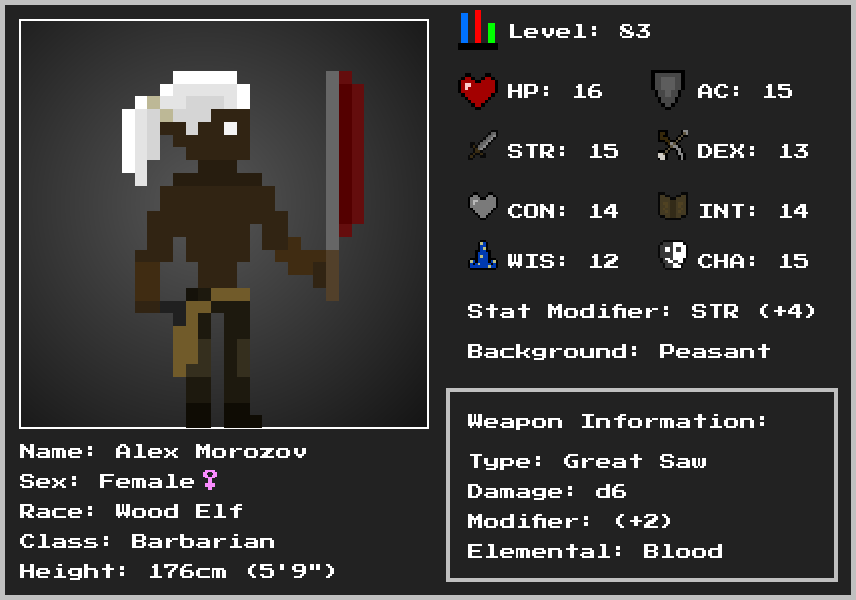 Level: 83
HP: 16 AC: 15
STR: 15 DEX: 13
CON: 14 INT: 14
WIS: 12 CHA: 15
Stat Modifier: STR (+4)
Background: Peasant
Weapon Information:
Type: Great Saw
Damage: d6
Modifier: (+2)
Elemental: Blood
Name: Alex Morozov
Sex: Female♀
Race: Wood Elf
Class: Barbarian
Height: 176cm (5'9")